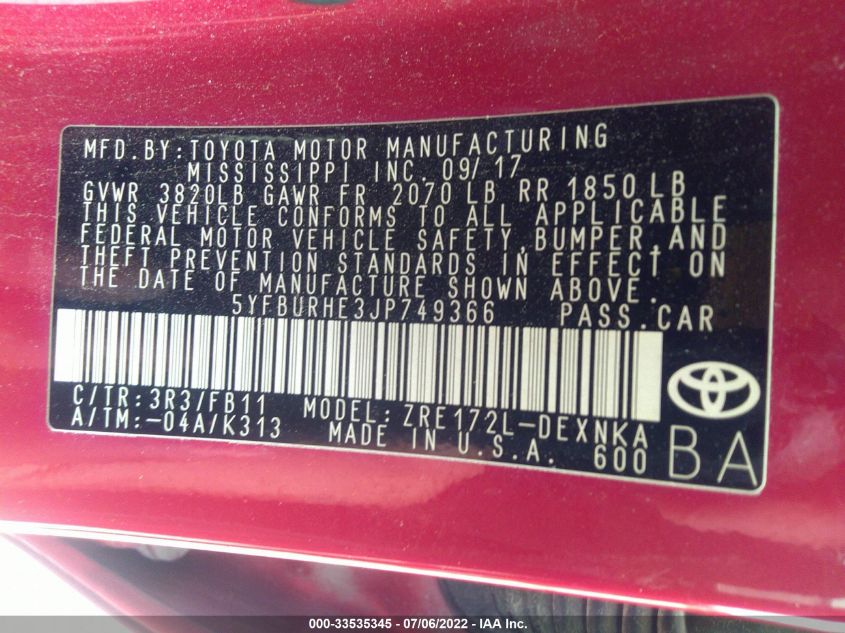 MFD.BY:TOYOTA MOTOR MANUFACTURING
MISSISSIPPI INC. 09/17
GVWR 3820LB GAWR FR 2070 LB RR 1850LB
THIS VEHICLE CONFORMS TO ALL APPLICABLE
FEDERAL MOTOR VEHICLE SAFETY,BUMPER,AND
THEFT PREVENTION STANDARDS IN EFFECT ON
THE DATE OF MANUFACTURE SHOWN ABOVE.
5YFBURHE3JP749366 PASS.CAR
C/TR:3R3/FB11 MODEL:ZRE172L-DEXNKA
A/TM:-04A/K313 MADE IN U.S.A. 600 BA
000-33535345 - 07/06/2022 - IAA Inc.